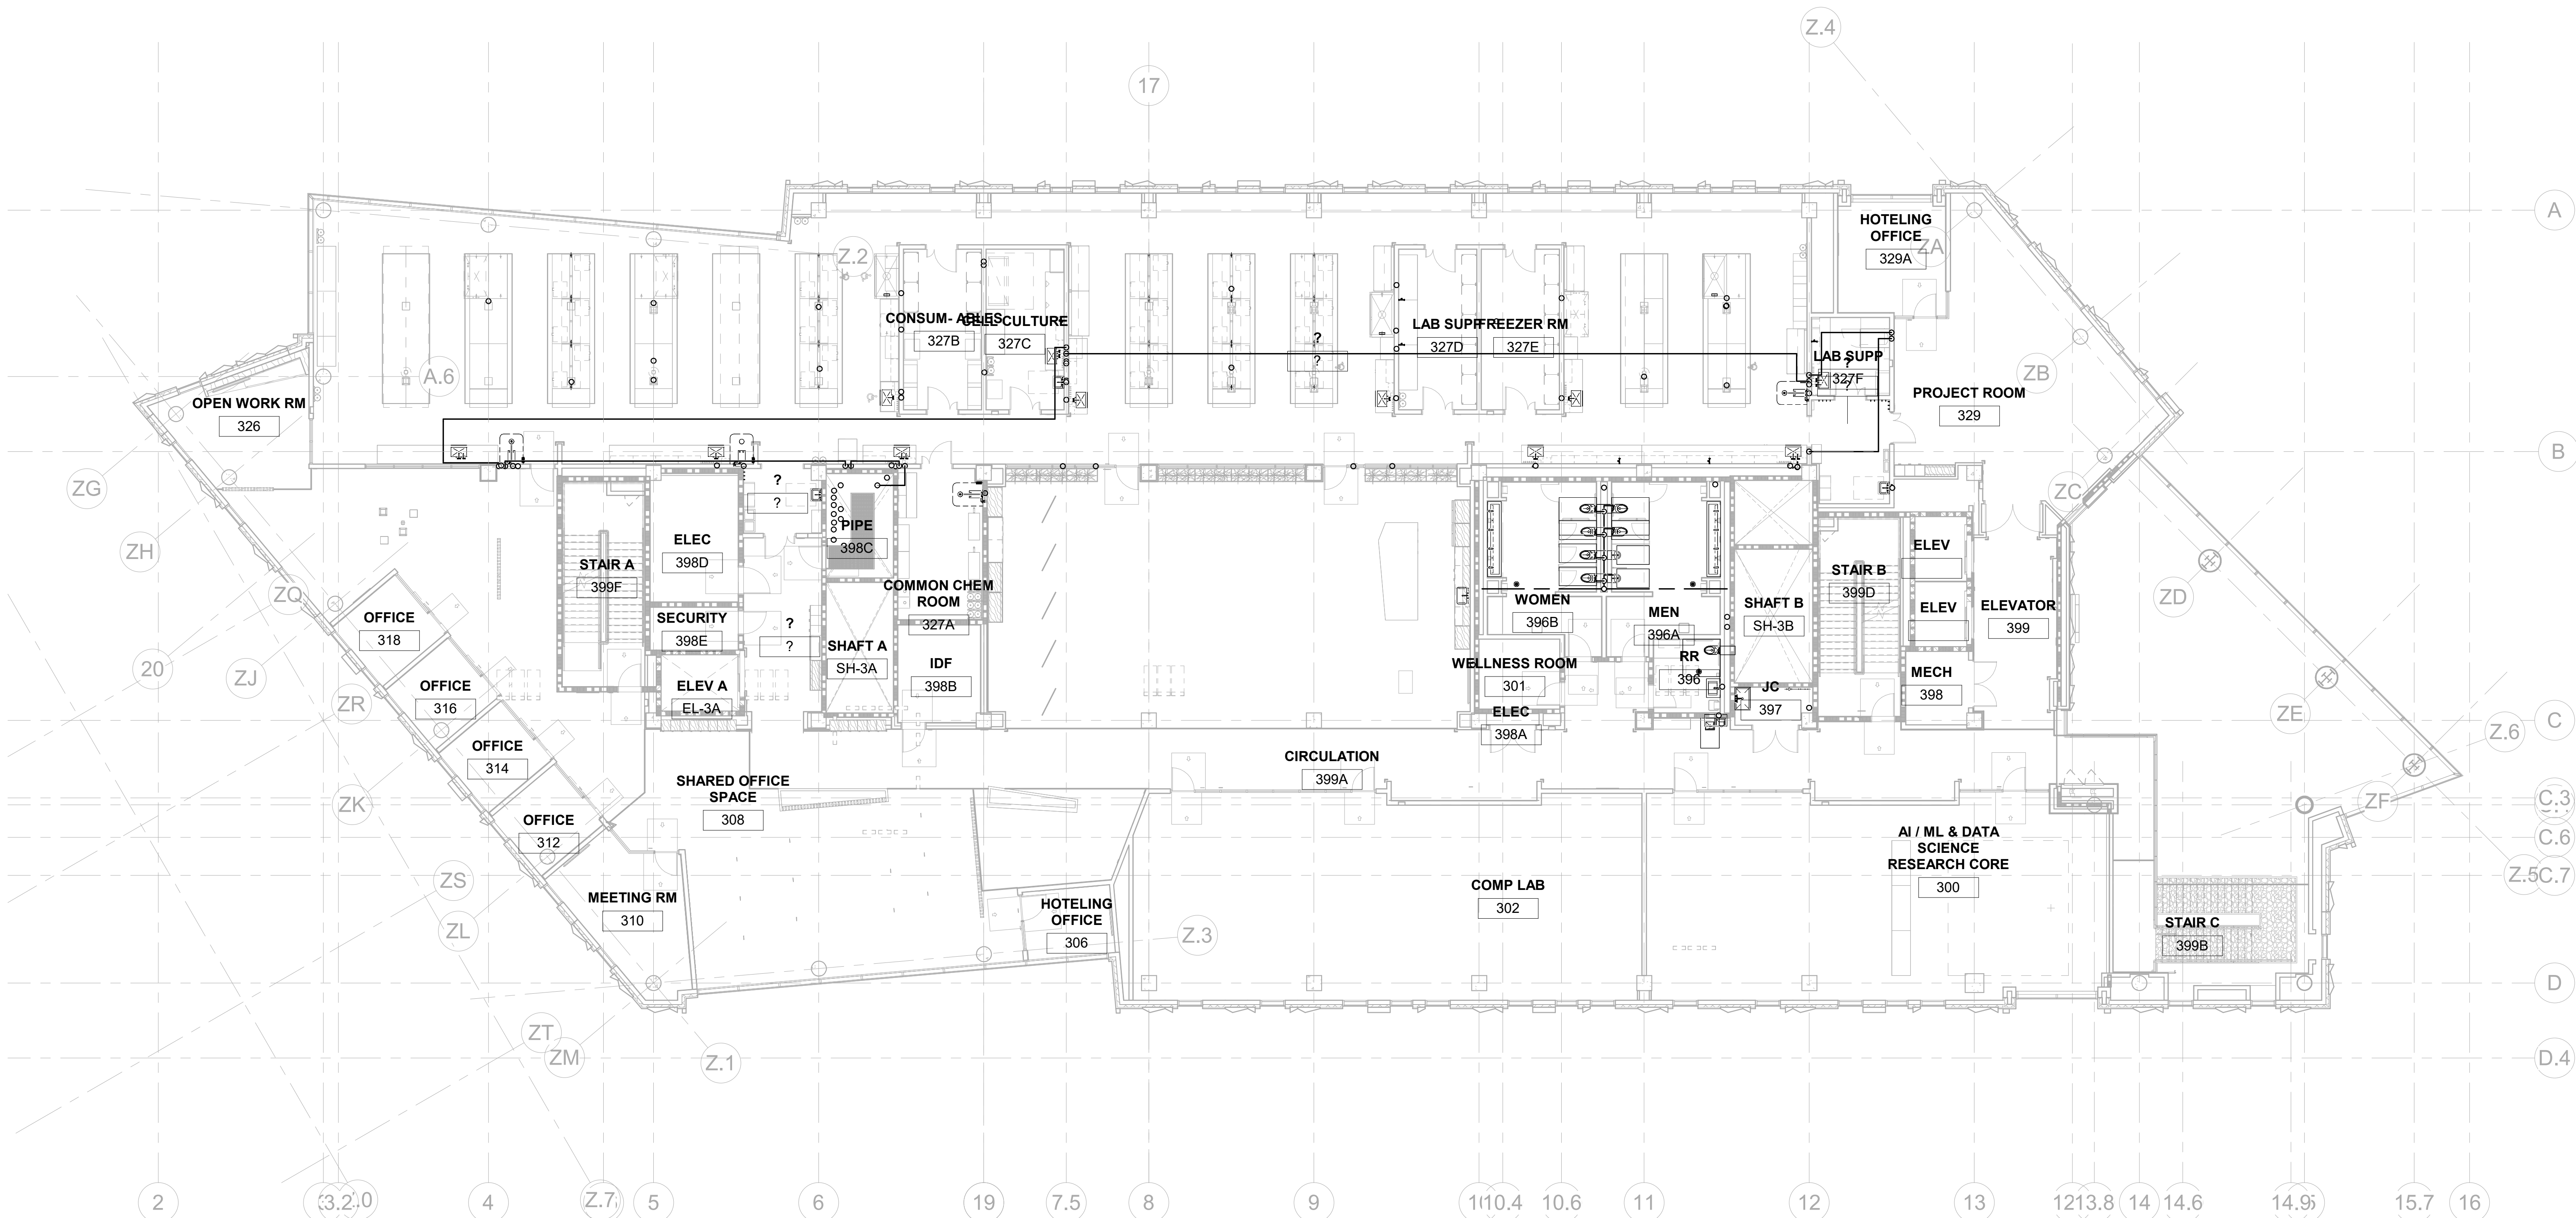 Z.4
17
A
HOTELING
OFFICE
ZA
329A
Z.2
CONSUM- ABLES
327B
CELL CULTURE
327C
?
?
LAB SUPP
327D
FREEZER RM
327E
LAB SUPP
?
327F
?
ZB
A.6
OPEN WORK RM
326
PROJECT ROOM
329
B
ZG
ZC
?
?
PIPE
398C
ZH
ELEC
398D
STAIR A
399F
ELEV
STAIR B
399D
ZD
ZQ
COMMON CHEM
ROOM
327A
WOMEN
396B
MEN
396A
SHAFT B
SH-3B
ELEV
ELEVATOR
399
OFFICE
318
SECURITY
398E
?
?
SHAFT A
SH-3A
IDF
398B
WELLNESS ROOM
301
RR
396
20
ZJ
OFFICE
316
ELEV A
EL-3A
JC
397
MECH
398
ZR
ELEC
398A
ZE
C
Z.6
OFFICE
314
CIRCULATION
399A
SHARED OFFICE
SPACE
308
ZK
ZF
C.3
OFFICE
312
AI / ML & DATA
SCIENCE
RESEARCH CORE
300
C.6
ZS
Z.5
C.7
MEETING RM
310
COMP LAB
302
HOTELING
OFFICE
306
ZL
Z.3
STAIR C
399B
D
ZT
ZM
Z.1
D.4
2
3.2
4
Z.7
5
6
19
7.5
8
9
10.4
10.6
11
12
13
13.8
14
14.6
14.9
15.7
16